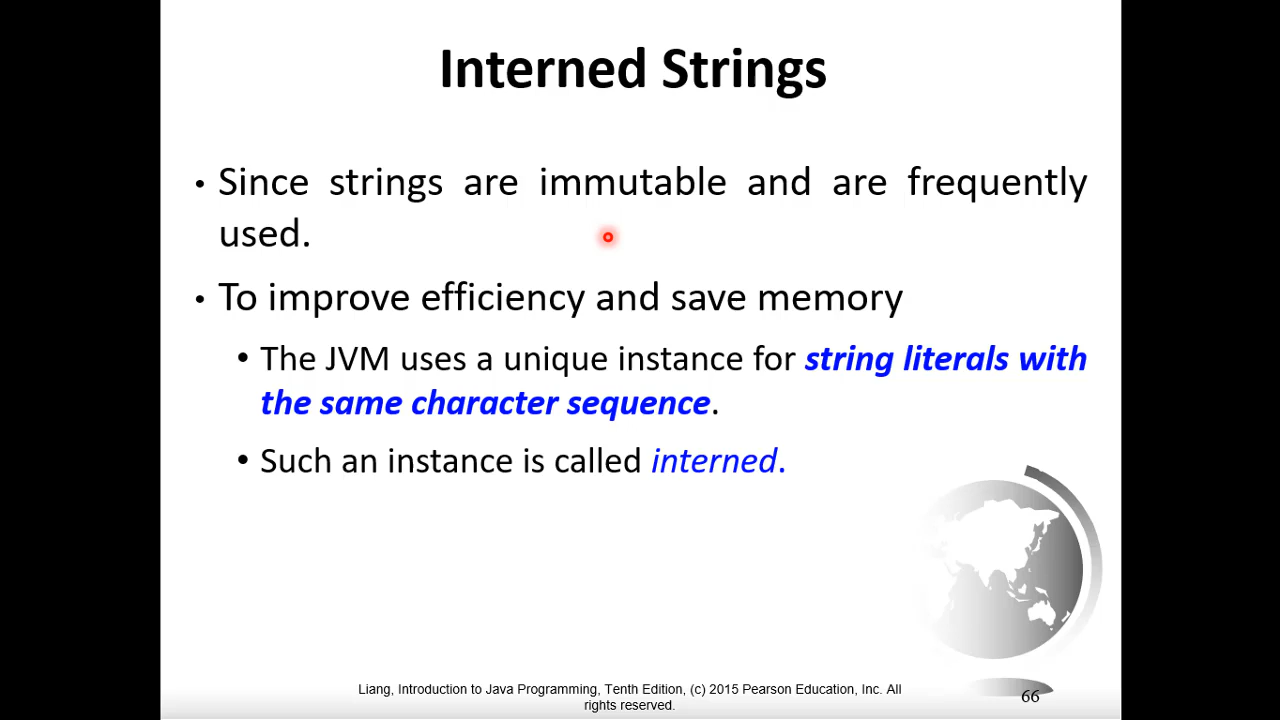 Interned Strings
• Since strings are immutable and are frequently
used.
• To improve efficiency and save memory
• The JVM uses a unique instance for string literals with
the same character sequence.
• Such an instance is called interned.
Liang, Introduction to Java Programming, Tenth Edition, (c) 2015 Pearson Education, Inc. All
rights reserved.
66